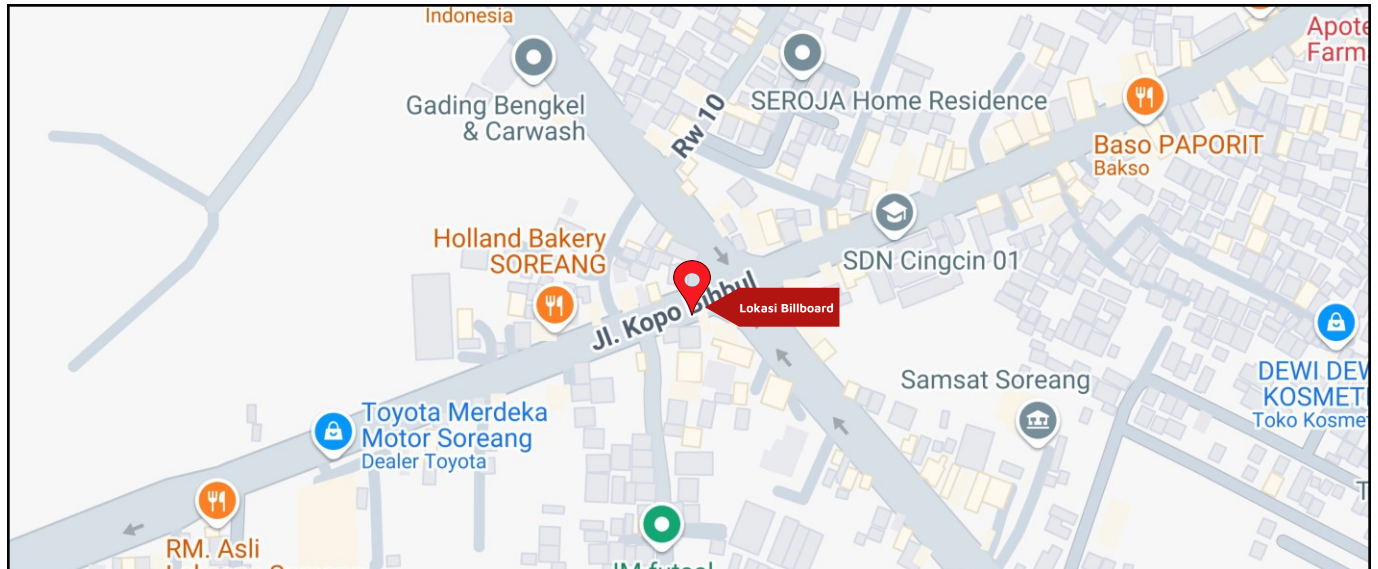 Indonesia
Gading Bengkel
& Carwash
Rw 10
SEROJA Home Residence
Apote
Farm
Baso PAPORIT
Bakso
Holland Bakery
SOREANG
SDN Cingcin 01
Jl. Kopo
Lokasi Billboard
Samsat Soreang
DEWI DEW
KOSMETI
Toko Kosme
Toyota Merdeka
Motor Soreang
Dealer Toyota
RM. Asli